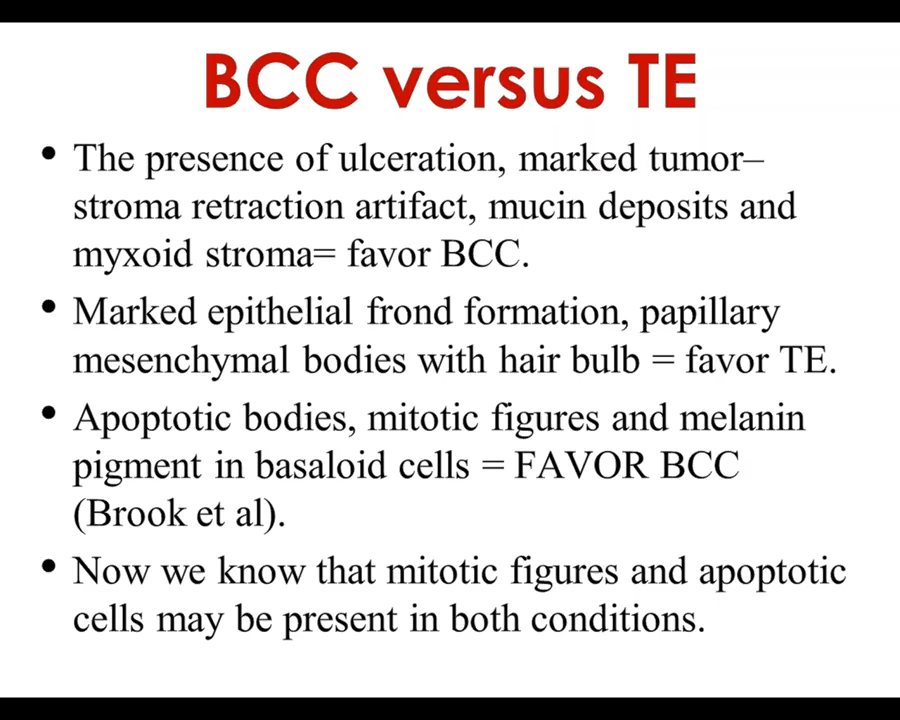 BCC versus TE
• The presence of ulceration, marked tumor–
stroma retraction artifact, mucin deposits and
myxoid stroma= favor BCC.
• Marked epithelial frond formation, papillary
mesenchymal bodies with hair bulb = favor TE.
• Apoptotic bodies, mitotic figures and melanin
pigment in basaloid cells = FAVOR BCC
(Brook et al).
• Now we know that mitotic figures and apoptotic
cells may be present in both conditions.